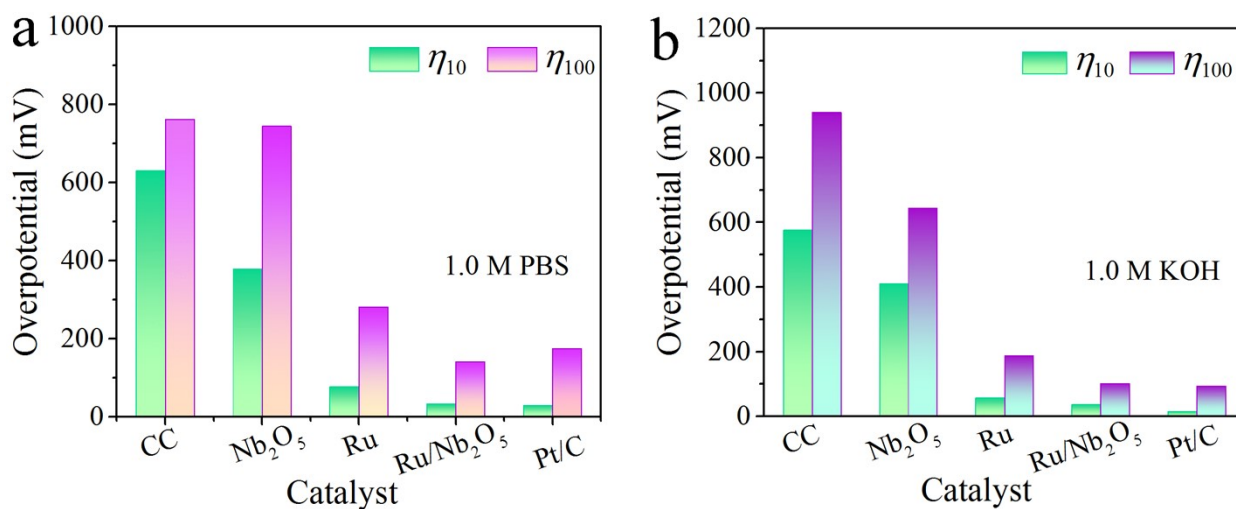 a
1000
800
600
400
200
0
Overpotential (mV)
η10 η100
1.0 M PBS
CC Nb2O5 Ru Ru/Nb2O5 Pt/C
Catalyst
b
1200
1000
800
600
400
200
0
Overpotential (mV)
η10 η100
1.0 M KOH
CC Nb2O5 Ru Ru/Nb2O5 Pt/C
Catalyst